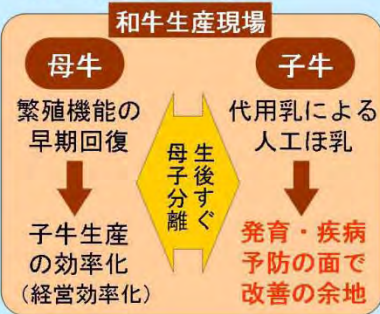 和牛生産現場
母牛
繁殖機能の
早期回復
子牛生産
の効率化
（経営効率化）
生後すぐ
母子分離
子牛
代用乳による
人工ほ乳
発育・疾病
予防の面で
改善の余地